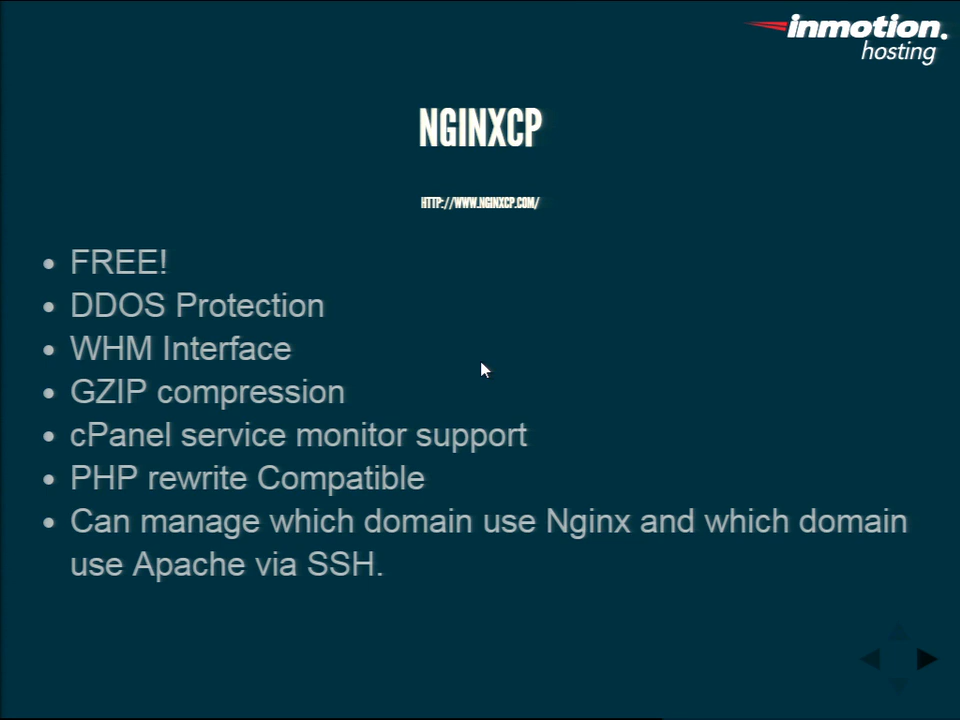 inmotion.
hosting
NGINXCP
HTTP://WWW.NGINXCP.COM/
• FREE!
• DDOS Protection
• WHM Interface
• GZIP compression
• cPanel service monitor support
• PHP rewrite Compatible
• Can manage which domain use Nginx and which domain
use Apache via SSH.